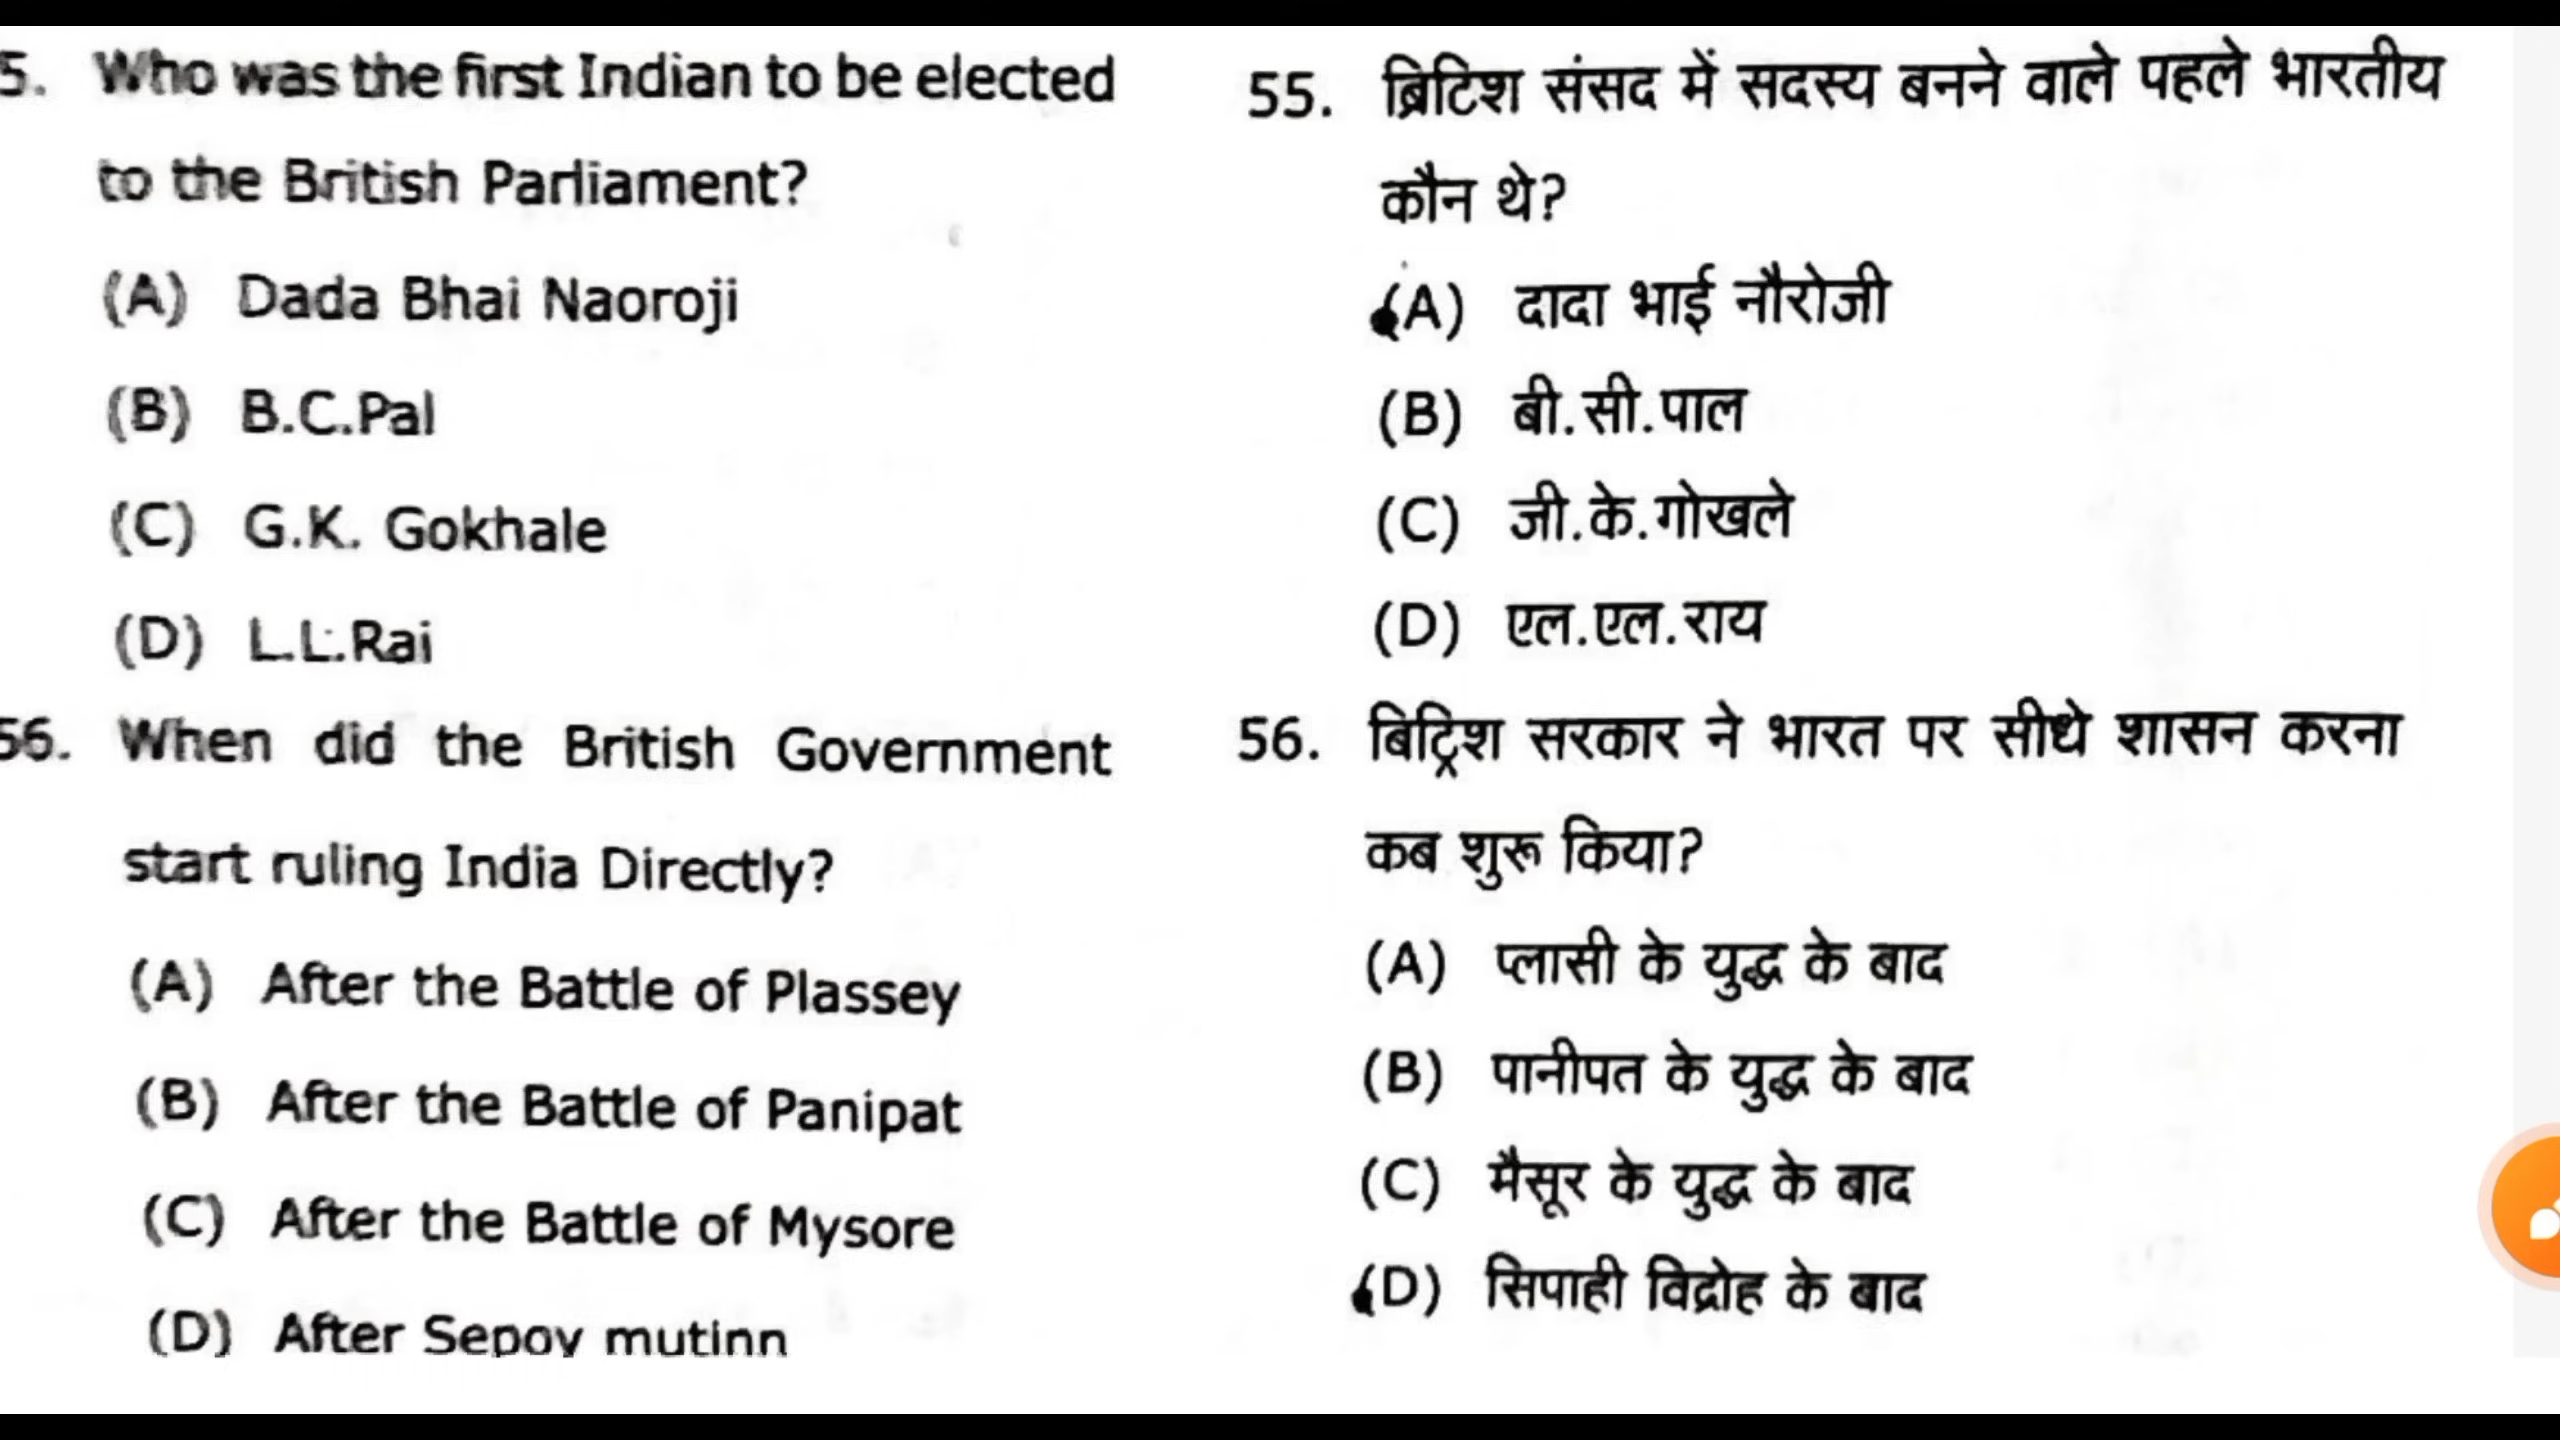 5. Who was the first Indian to be elected
to the British Parliament?
(A) Dada Bhai Naoroji
(B) B.C.Pal
(C) G.K. Gokhale
(D) L.L.Rai
56. When did the British Government
start ruling India Directly?
(A) After the Battle of Plassey
(B) After the Battle of Panipat
(C) After the Battle of Mysore
(D) After Sepoy
55. ब्रिटिश संसद में सदस्य बनने वाले पहले भारतीय
कौन थे?
(A) दादा भाई नौरोजी
(B) बी.सी.पाल
(C) जी.के.गोखले
(D) एल.एल.राय
56. बिट्रिश सरकार ने भारत पर सीधे शासन करना
कब शुरू किया?
(A) प्लासी के युद्ध के बाद
(B) पानीपत के युद्ध के बाद
(C) मैसूर के युद्ध के बाद
(D) सिपाही विद्रोह के बाद